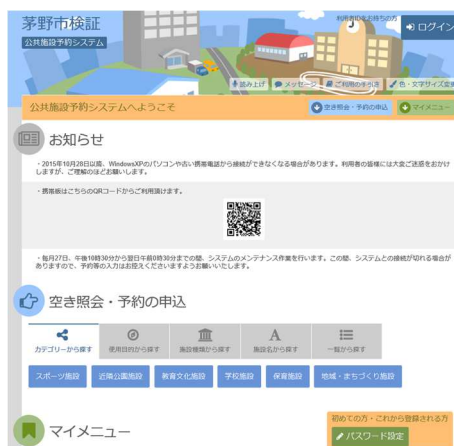 茅野市検証
公共施設予約システム
利用者IDをお持ちの方
ログイン
読み上げ
メッセージ
ご利用の手引き
色・文字サイズ変更
公共施設予約システムへようこそ
空き照会・予約の申込
マイメニュー
お知らせ
・2015年10月28日以降、WindowsXPのパソコンや古い携帯電話から接続ができなくなる場合があります。利用者の皆様には大変ご迷惑をおかけ
しますが、ご理解のほどお願いします。
・携帯版はこちらのQRコードからご利用頂けます。
・毎月27日、午後10時30分から翌日午前0時30分までの間、システムのメンテナンス作業を行います。この間、システムとの接続が切れる場合が
ありますので、予約等の入力はお控えくださいますようお願いいたします。
空き照会・予約の申込
カテゴリーから探す
使用目的から探す
施設種類から探す
施設名から探す
一覧から探す
スポーツ施設
近隣公園施設
教育文化施設
学校施設
保育施設
地域・まちづくり施設
マイメニュー
初めての方・これから登録される方
パスワード設定